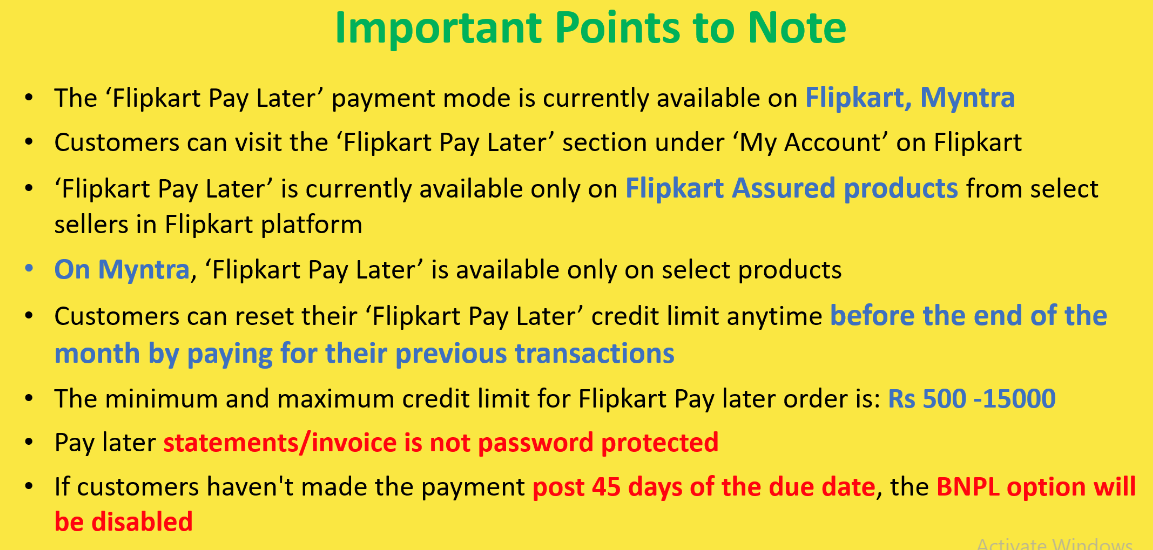 Important Points to Note
• The ‘Flipkart Pay Later’ payment mode is currently available on Flipkart, Myntra
• Customers can visit the ‘Flipkart Pay Later’ section under ‘My Account’ on Flipkart
• ‘Flipkart Pay Later’ is currently available only on Flipkart Assured products from select
sellers in Flipkart platform
• On Myntra, ‘Flipkart Pay Later’ is available only on select products
• Customers can reset their ‘Flipkart Pay Later’ credit limit anytime before the end of the
month by paying for their previous transactions
• The minimum and maximum credit limit for Flipkart Pay later order is: Rs 500 -15000
• Pay later statements/invoice is not password protected
• If customers haven't made the payment post 45 days of the due date, the BNPL option will
be disabled
Activate Windows